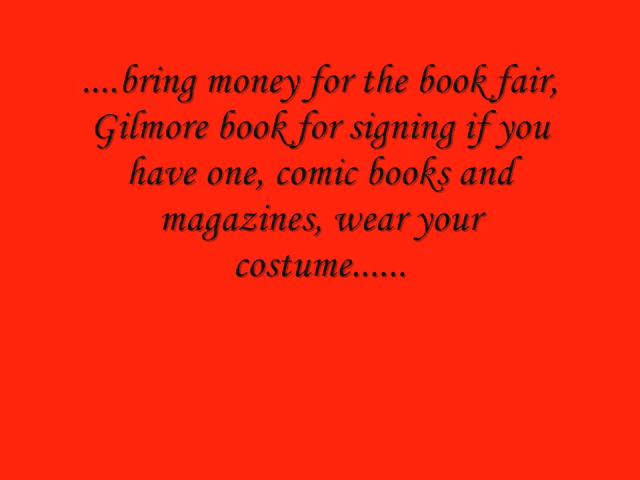 ....bring money for the book fair,
Gilmore book for signing if you
have one, comic books and
magazines, wear your
costume......